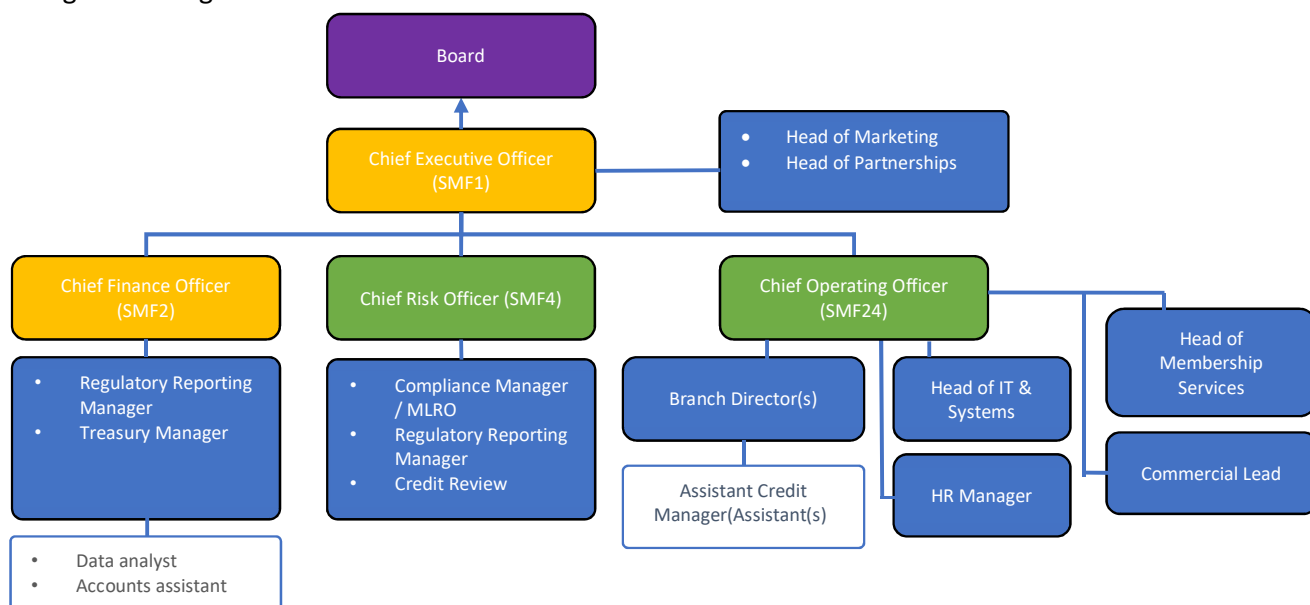 Board
Chief Executive Officer
(SMF1)
• Head of Marketing
• Head of Partnerships
Chief Finance Officer
(SMF2)
Chief Risk Officer (SMF4)
Chief Operating Officer
(SMF24)
• Regulatory Reporting
Manager
• Treasury Manager
• Compliance Manager
/ MLRO
• Regulatory Reporting
Manager
• Credit Review
Branch Director(s)
Head of IT &
Systems
Head of
Membership
Services
Assistant Credit
Manager(Assistant(s)
HR Manager
Commercial Lead
• Data analyst
• Accounts assistant